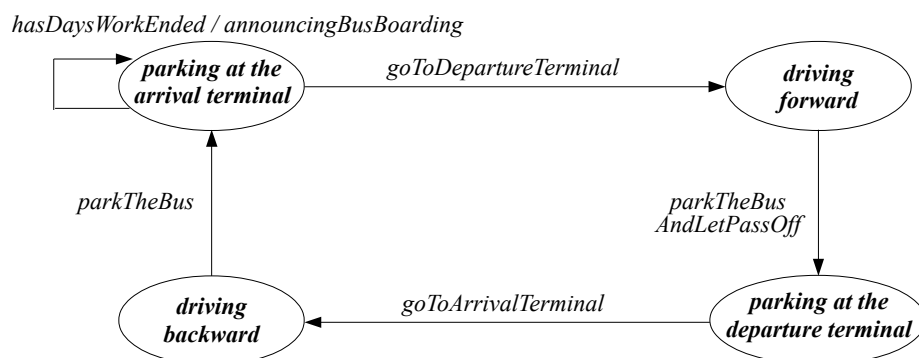 hasDaysWorkEnded / announcingBusBoarding
parking at the
arrival terminal
goToDepartureTerminal
driving
forward
parkTheBus
parkTheBus
AndLetPassOff
driving
backward
goToArrivalTerminal
parking at the
departure terminal